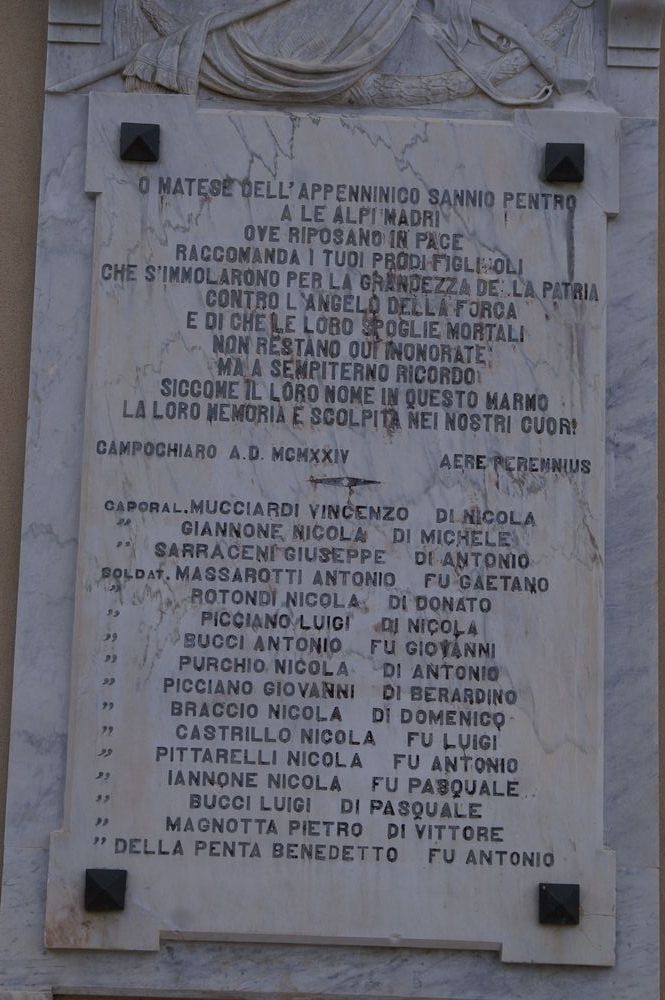 O MATESE DELL'APPENNINICO SANNIO PENTRO
A LE ALPI MADRI
OVE RIPOSANO IN PACE
RACCOMANDA I TUOI PRODI FIGLIUOLI
CHE S'IMMOLARONO PER LA GRANDEZZA DELLA PATRIA
CONTRO L'ANGELO DELLA FORCA
E DI CHE LE LORO SPOGLIE MORTALI
NON RESTANO QUI INONORATE
MA A SEMPITERNO RICORDO
SICCOME IL LORO NOME IN QUESTO MARMO
LA LORO MEMORIA È SCOLPITA NEI NOSTRI CUORI
CAMPOCHIARO A.D. MCMXXIV AERE PERENNIUS
CAPORAL. MUCCIARDI VINCENZO DI NICOLA
" GIANNONE NICOLA DI MICHELE
" SARRACENI GIUSEPPE DI ANTONIO
SOLDAT. MASSAROTTI ANTONIO FU GAETANO
" ROTONDI NICOLA DI DONATO
" PICCIANO LUIGI DI NICOLA
" BUCCI ANTONIO FU GIOVANNI
" PURCHIO NICOLA DI ANTONIO
" PICCIANO GIOVANNI DI BERARDINO
" BRACCIO NICOLA DI DOMENICO
" CASTRILLO NICOLA FU LUIGI
" PITTARELLI NICOLA FU ANTONIO
" IANNONE NICOLA FU PASQUALE
" BUCCI LUIGI DI PASQUALE
" MAGNOTTA PIETRO DI VITTORE
" DELLA PENTA BENEDETTO FU ANTONIO